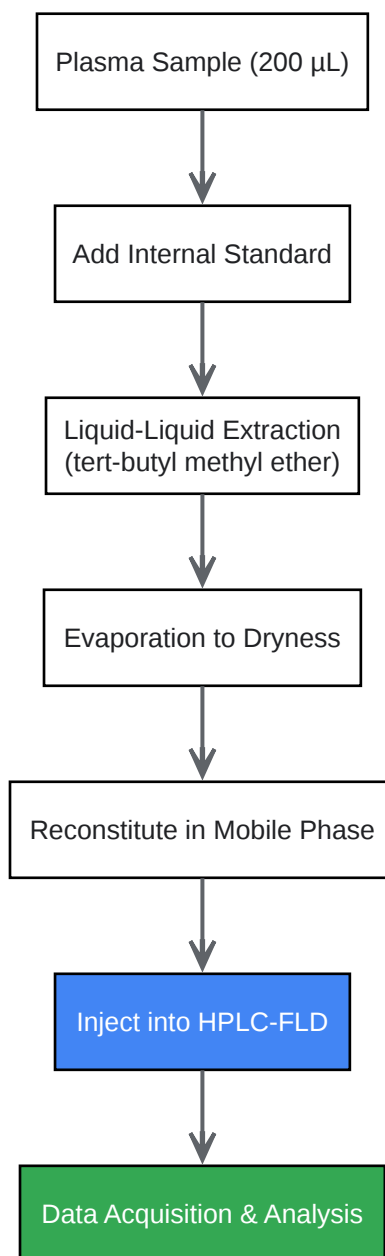 Plasma Sample (200 µL)
Add Internal Standard
Liquid-Liquid Extraction
(tert-butyl methyl ether)
Evaporation to Dryness
Reconstitute in Mobile Phase
Inject into HPLC-FLD
Data Acquisition & Analysis